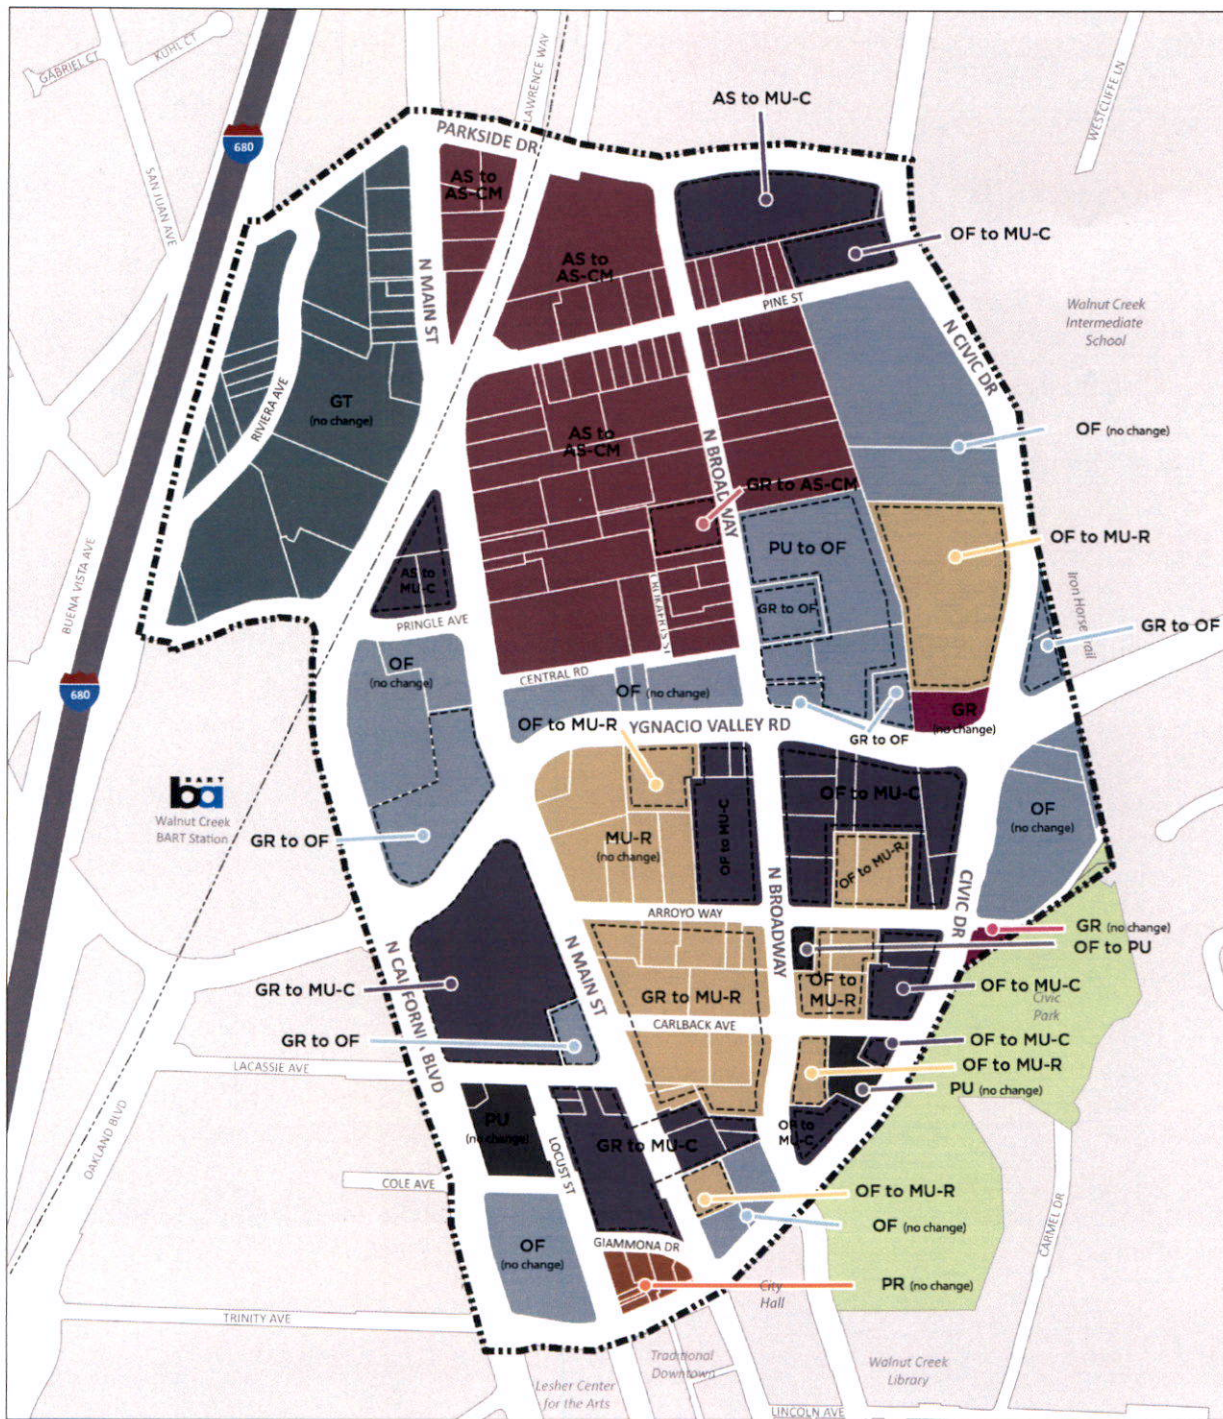 GABRIEL CT
KUHL CT
LAWRENCE WAY
WESTCLIFFE LN
AS to MU-C
680
PARKSIDE DR
SAN JUAN AVE
AS to
AS-CM
OF to MU-C
AS to
AS-CM
N MAIN ST
PINE ST
Walnut Creek
Intermediate
School
N CIVIC DR
RIVIERA AVE
GT
(no change)
AS to
AS-CM
N BROADWAY
OF (no change)
GR to AS-CM
PU to OF
OF to MU-R
BUENA VISTA AVE
AS to
MU-C
GR to OF
Iron Horse Trail
PRINGLE AVE
GR to OF
680
OF
(no change)
CENTRAL RD
OF (no change)
OF to MU-R
YGNACIO VALLEY RD
GR
(no change)
GR to OF
BART
ba
Walnut Creek
BART Station
GR to OF
MU-R
(no change)
OF to MU-C
OF to MU-C
OF to MU-R
OF
(no change)
ARROYO WAY
N BROADWAY
CIVIC DR
GR (no change)
OF to PU
N CALIFORNIA BLVD
N MAIN ST
GR to MU-C
GR to MU-R
OF to
MU-R
OF to MU-C
Civic
Park
CARLBACK AVE
GR to OF
OF to MU-C
LACASSIE AVE
OF to MU-R
PU (no change)
OAKLAND BLVD
PU
(no change)
LOCUST ST
GR to MU-C
OF to
MU-C
COLE AVE
OF to MU-R
CARMEL DR
OF (no change)
OF
(no change)
GIAMMONA DR
PR (no change)
City
Hall
TRINITY AVE
Traditional
Downtown
Walnut Creek
Library
Lesher Center
for the Arts
LINCOLN AVE